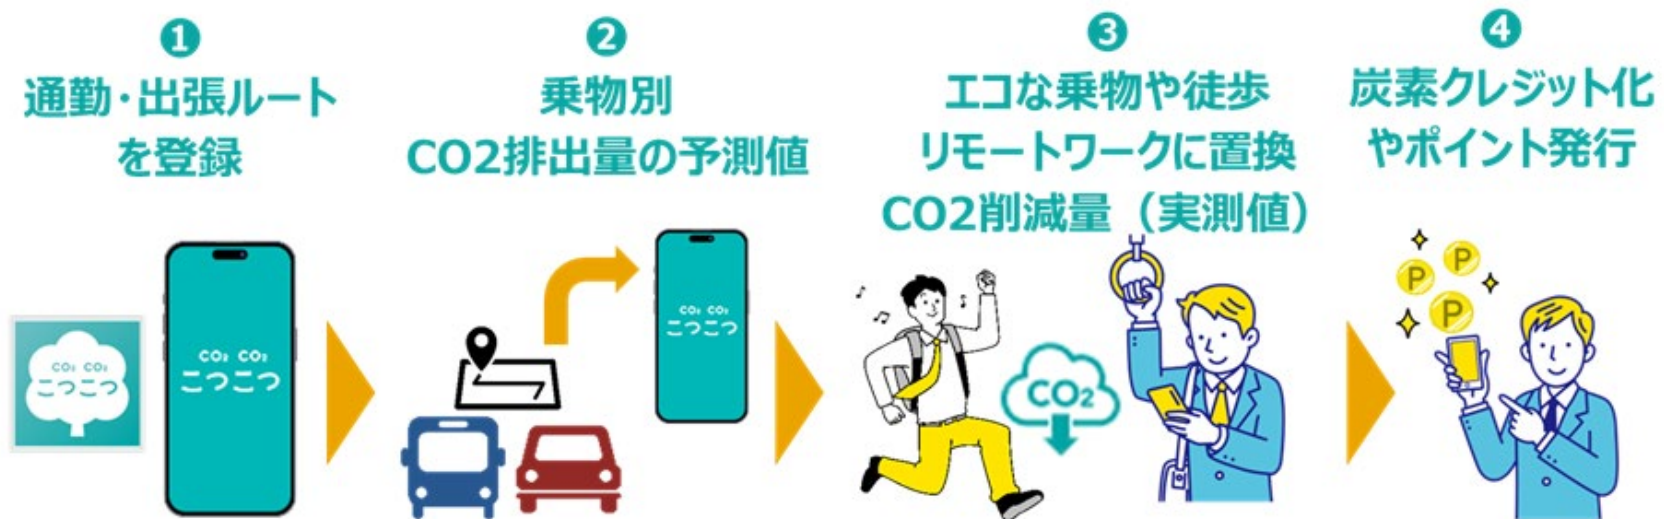 ❶
通勤・出張ルート
を登録
❷
乗物別
CO2排出量の予測値
❸
エコな乗物や徒歩
リモートワークに置換
CO2削減量（実測値）
❹
炭素クレジット化
やポイント発行
CO₂ CO₂
こつこつ
CO₂ CO₂
こつこつ
CO₂ CO₂
こつこつ
CO₂
P
P
P